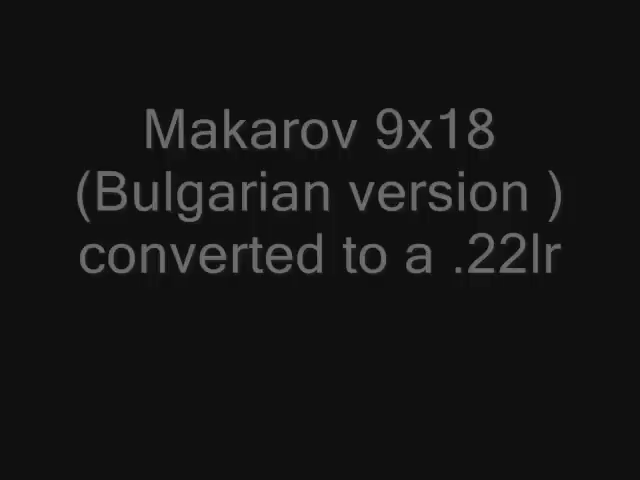 Makarov 9x18
(Bulgarian version )
converted to a .22lr